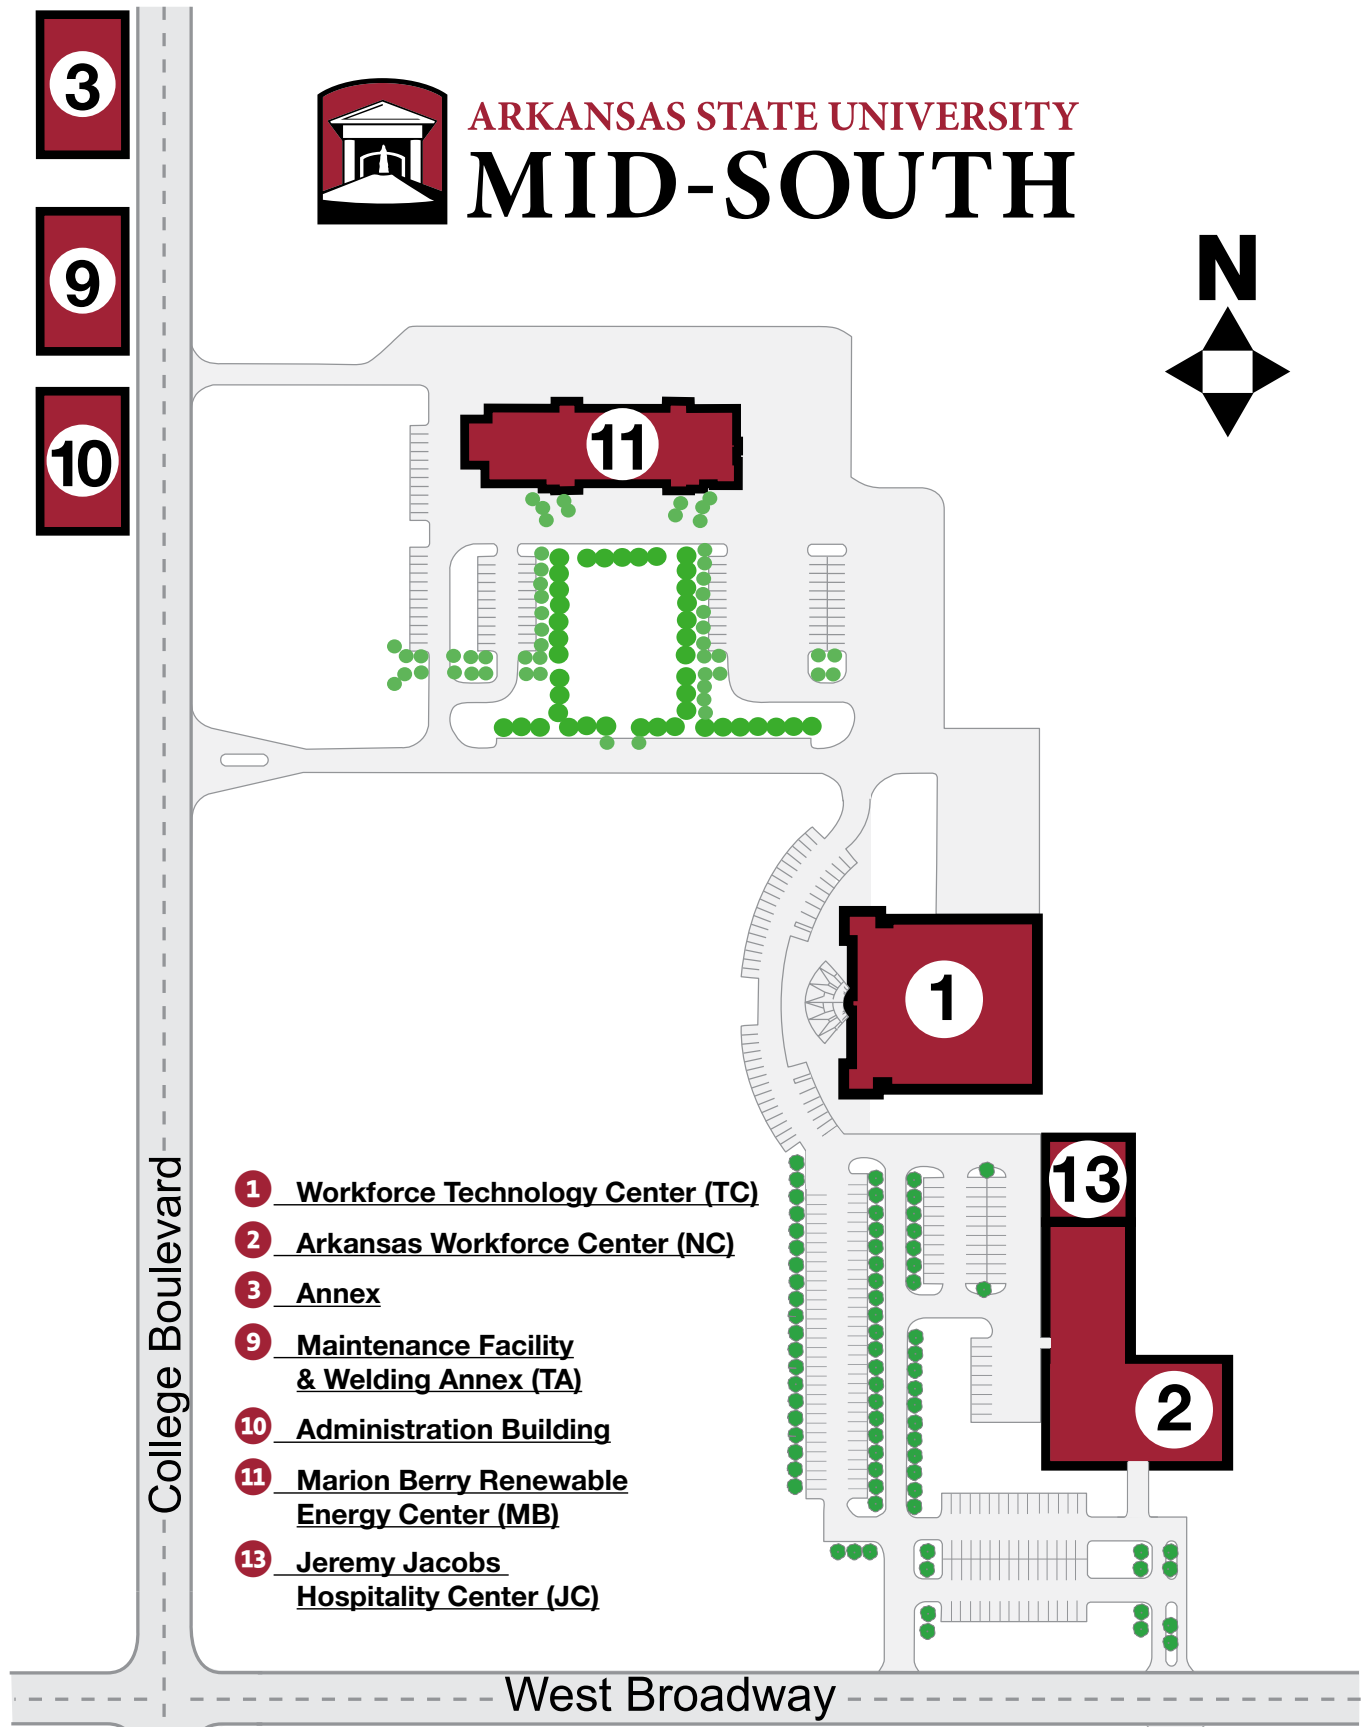 3
ARKANSAS STATE UNIVERSITY
MID-SOUTH
9
N
10
11
1
13
2
1 Workforce Technology Center (TC)
2 Arkansas Workforce Center (NC)
3 Annex
9 Maintenance Facility
& Welding Annex (TA)
10 Administration Building
11 Marion Berry Renewable
Energy Center (MB)
13 Jeremy Jacobs
Hospitality Center (JC)
College Boulevard
West Broadway